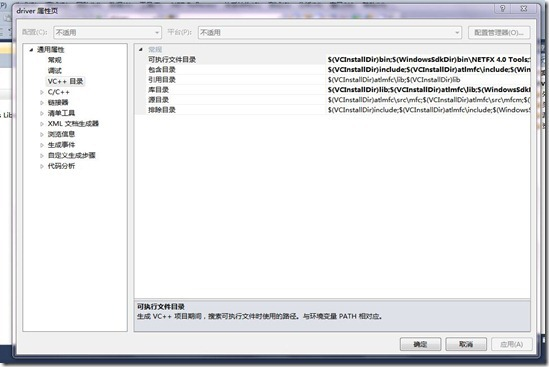 driver 属性页
配置(C): 不适用 平台(P): 不适用 配置管理器(O)...
通用属性
常规
调试
VC++ 目录
C/C++
链接器
清单工具
XML 文档生成器
浏览信息
生成事件
自定义生成步骤
代码分析
常规
可执行文件目录 $(VCInstallDir)bin;$(WindowsSdkDir)bin\NETFX 4.0 Tools;
包含目录 $(VCInstallDir)include;$(VCInstallDir)atlmfc\include;$(Win
引用目录 $(VCInstallDir)atlmfc\lib;$(VCInstallDir)lib
库目录 $(VCInstallDir)lib;$(VCInstallDir)atlmfc\lib;$(WindowsSdk
源目录 $(VCInstallDir)atlmfc\src\mfc;$(VCInstallDir)atlmfc\src\mfcm;
排除目录 $(VCInstallDir)include;$(VCInstallDir)atlmfc\include;$(Windows
可执行文件目录
生成 VC++ 项目期间，搜索可执行文件时使用的路径。与环境变量 PATH 相对应。
确定 取消 应用(A)